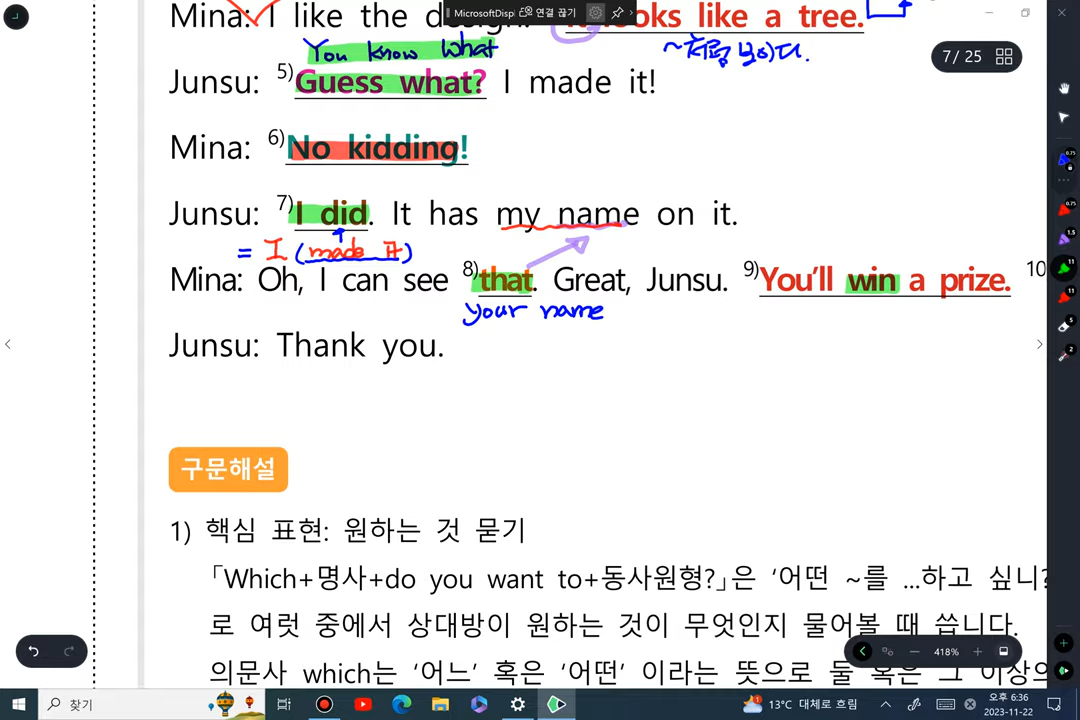 Mina: I like the design. It looks like a tree.
MicrosoftDispl 연결 끊기
7 / 25
You know what
~처럼 보이다.
Junsu: 5) Guess what? I made it!
Mina: 6) No kidding!
Junsu: 7) I did. It has my name on it.
= I (made it)
Mina: Oh, I can see 8) that. Great, Junsu. 9) You'll win a prize. 10
your name
Junsu: Thank you.
구문해설
1) 핵심 표현: 원하는 것 묻기
「Which+명사+do you want to+동사원형?」은 '어떤 ~를 ...하고 싶니?
로 여럿 중에서 상대방이 원하는 것이 무엇인지 물어볼 때 씁니다.
418%
의문사 which는 '어느' 혹은 '어떤' 이라는 뜻으로 둘 혹은 그 이상의
찾기
13°C 대체로 흐림
오후 6:36
2023-11-22